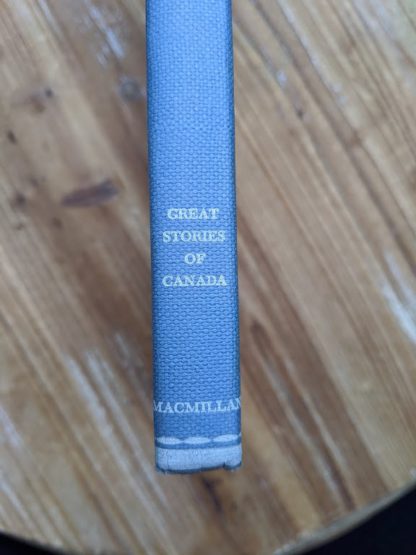 GREAT
STORIES
OF
CANADA
MACMILLAN